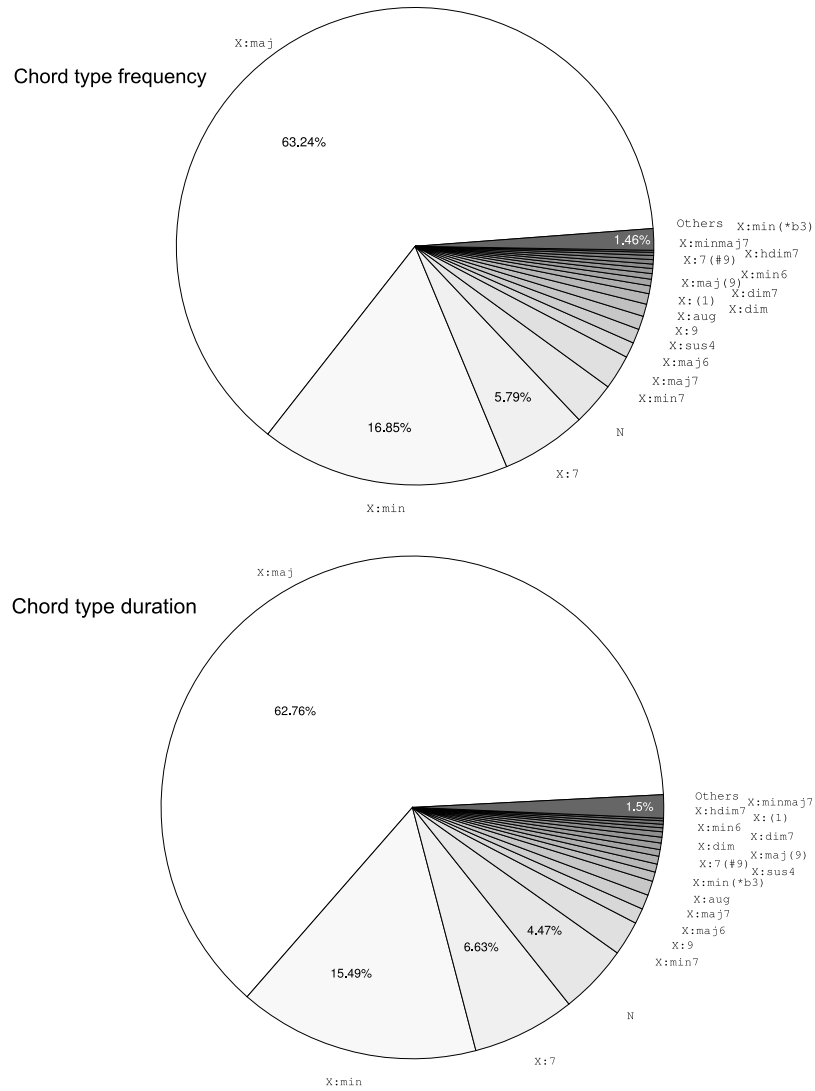 X:maj
Chord type frequency
63.24%
Others X:min(*b3)
1.46%
X:minmaj7
X:7(#9) X:hdim7
X:min6
X:maj(9)
X:(1) X:dim7
X:aug X:dim
X:9
X:sus4
X:maj6
X:maj7
X:min7
5.79%
16.85%
N
X:7
X:min
X:maj
Chord type duration
62.76%
Others X:minmaj7
1.5%
X:hdim7 X:(1)
X:min6
X:dim7
X:dim
X:maj(9)
X:7(#9) X:sus4
X:min(*b3)
X:aug
X:maj7
X:maj6
4.47%
X:9
6.63%
X:min7
15.49%
N
X:7
X:min